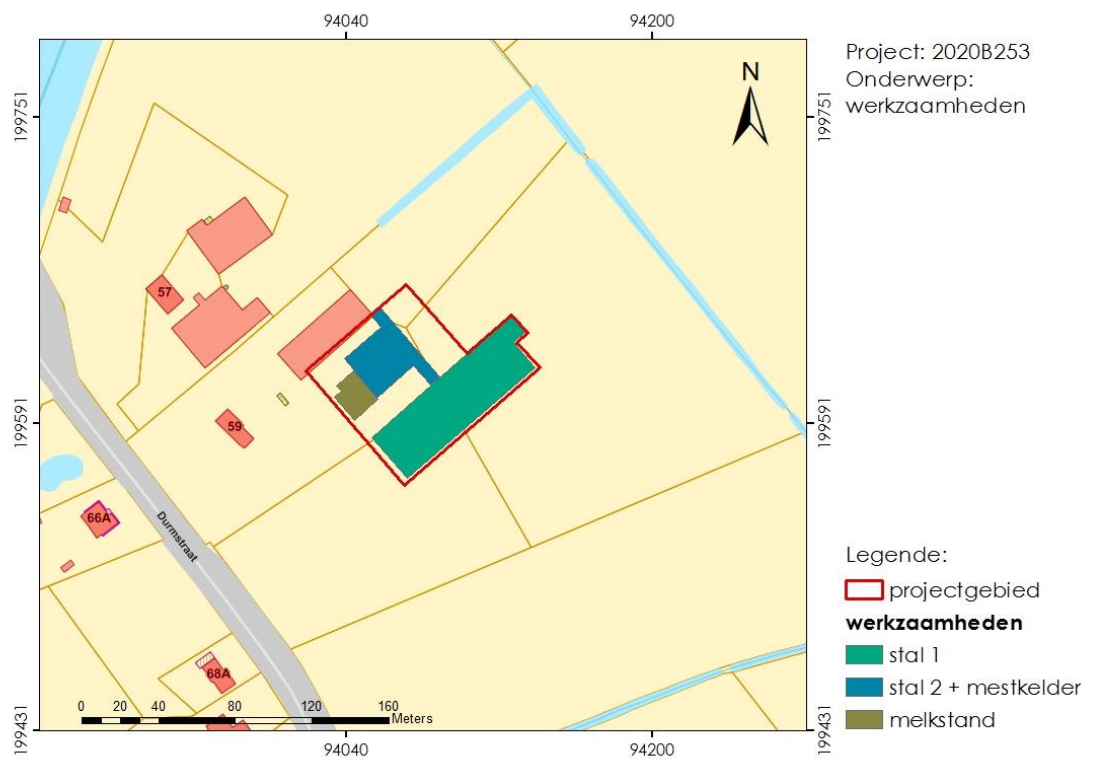 94040
94200
Project: 2020B253
Onderwerp:
werkzaamheden
N
199751
199751
57
59
199591
199591
66A
Durmstraat
68A
0 20 40 80 120 160
Meters
199431
199431
94040
94200
Legende:
projectgebied
werkzaamheden
stal 1
stal 2 + mestkelder
melkstand